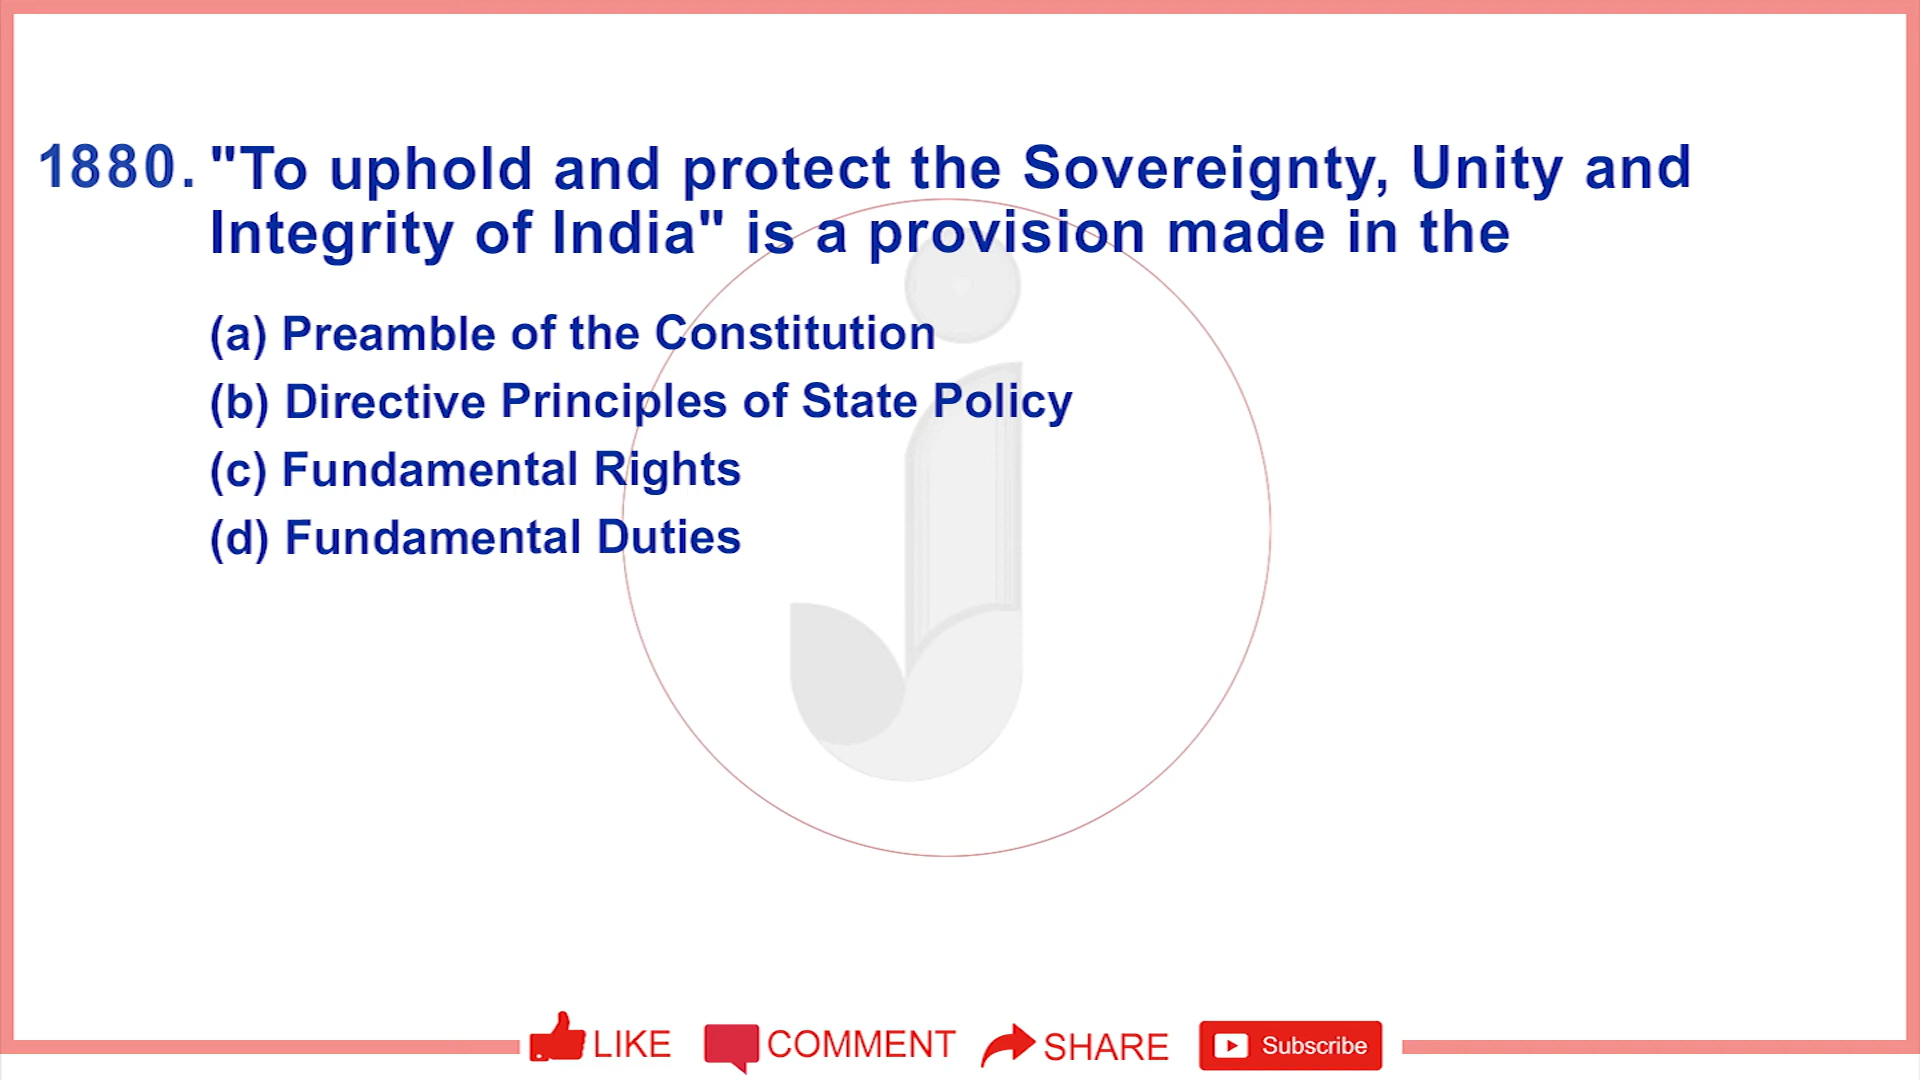 1880. "To uphold and protect the Sovereignty, Unity and
Integrity of India" is a provision made in the
(a) Preamble of the Constitution
(b) Directive Principles of State Policy
(c) Fundamental Rights
(d) Fundamental Duties
LIKE COMMENT SHARE Subscribe